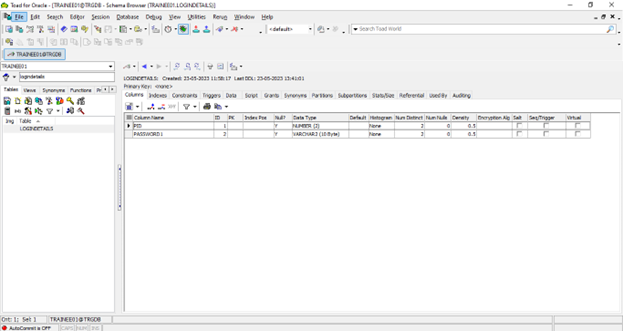 Toad for Oracle - [Schema Browser (TRAINEE01@TRGDB) - TRAINEE01.LOGINDETAILS)]
File Edit Search Editor Session Database Debug View Utilities Rerun Window Help
<default> Search Toad World
TRAINEE01@TRGDB
TRAINEE01
logindetails
Tables Views Synonyms Functions
Img Table
LOGINDETAILS
LOGINDETAILS: Created: 23-05-2023 11:58:17 Last DDL: 23-05-2023 13:41:01
Primary Key: <none>
Columns Indexes Constraints Triggers Data Script Grants Synonyms Partitions Subpartitions Stats/Size Referential Used By Auditing
Column Name ID PK Index Pos Null? Data Type Default Histogram Num Distinct Num Nulls Density Encryption Alg Salt Seq/Trigger Virtual
PID 1 Y NUMBER (2) None 2 0 0.5
PASSWORD1 2 Y VARCHAR2 (10 Byte) None 2 0 0.5
Cnt: 1; Sel: 1 TRAINEE01@TRGDB
AutoCommit is OFF CAPS NUM INS